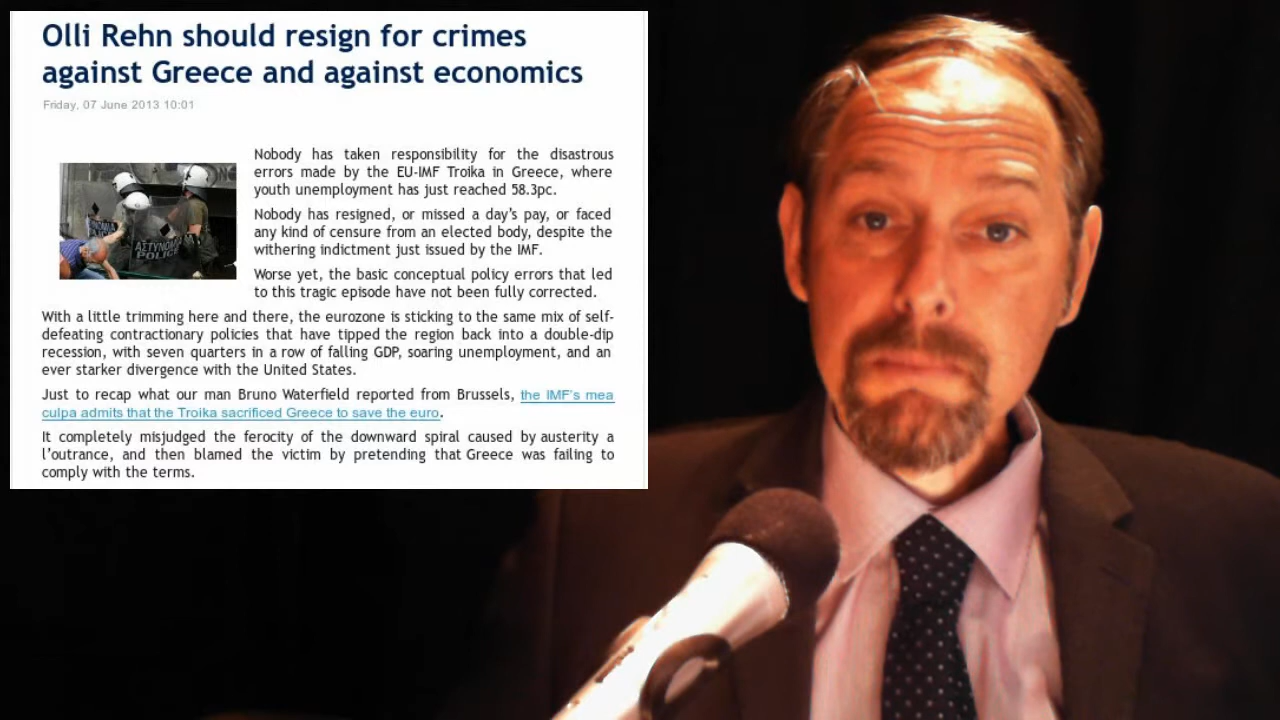 Olli Rehn should resign for crimes
against Greece and against economics
Friday, 07 June 2013 10:01
Nobody has taken responsibility for the disastrous
errors made by the EU-IMF Troika in Greece, where
youth unemployment has just reached 58.3pc.
Nobody has resigned, or missed a day's pay, or faced
any kind of censure from an elected body, despite the
withering indictment just issued by the IMF.
Worse yet, the basic conceptual policy errors that led
to this tragic episode have not been fully corrected.
ΑΣΤΥΝΟΜ
POLICE
With a little trimming here and there, the eurozone is sticking to the same mix of self-
defeating contractionary policies that have tipped the region back into a double-dip
recession, with seven quarters in a row of falling GDP, soaring unemployment, and an
ever starker divergence with the United States.
Just to recap what our man Bruno Waterfield reported from Brussels, the IMF's mea
culpa admits that the Troika sacrificed Greece to save the euro.
It completely misjudged the ferocity of the downward spiral caused by austerity a
l'outrance, and then blamed the victim by pretending that Greece was failing to
comply with the terms.